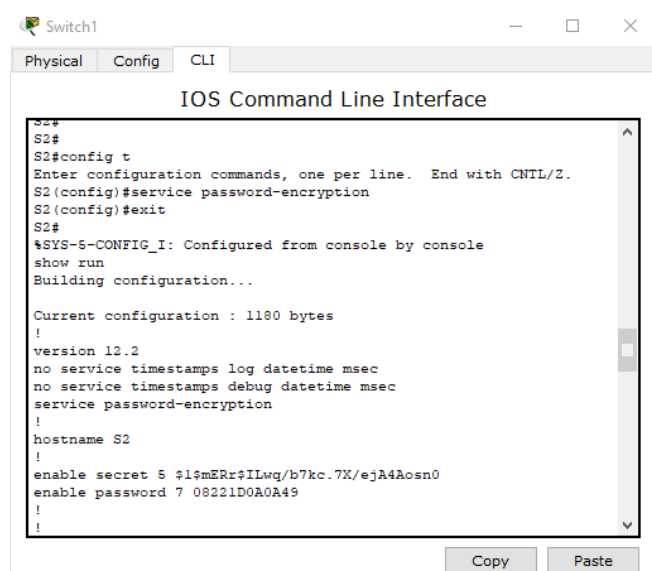 Switch1
Physical Config CLI
IOS Command Line Interface
S2#
S2#
S2#config t
Enter configuration commands, one per line.  End with CNTL/Z.
S2(config)#service password-encryption
S2(config)#exit
S2#
%SYS-5-CONFIG_I: Configured from console by console
show run
Building configuration...
Current configuration : 1180 bytes
!
version 12.2
no service timestamps log datetime msec
no service timestamps debug datetime msec
service password-encryption
!
hostname S2
!
enable secret 5 $1$mERr$ILwq/b7kc.7X/ejA4Aosn0
enable password 7 08221D0A0A49
!
!
Copy Paste